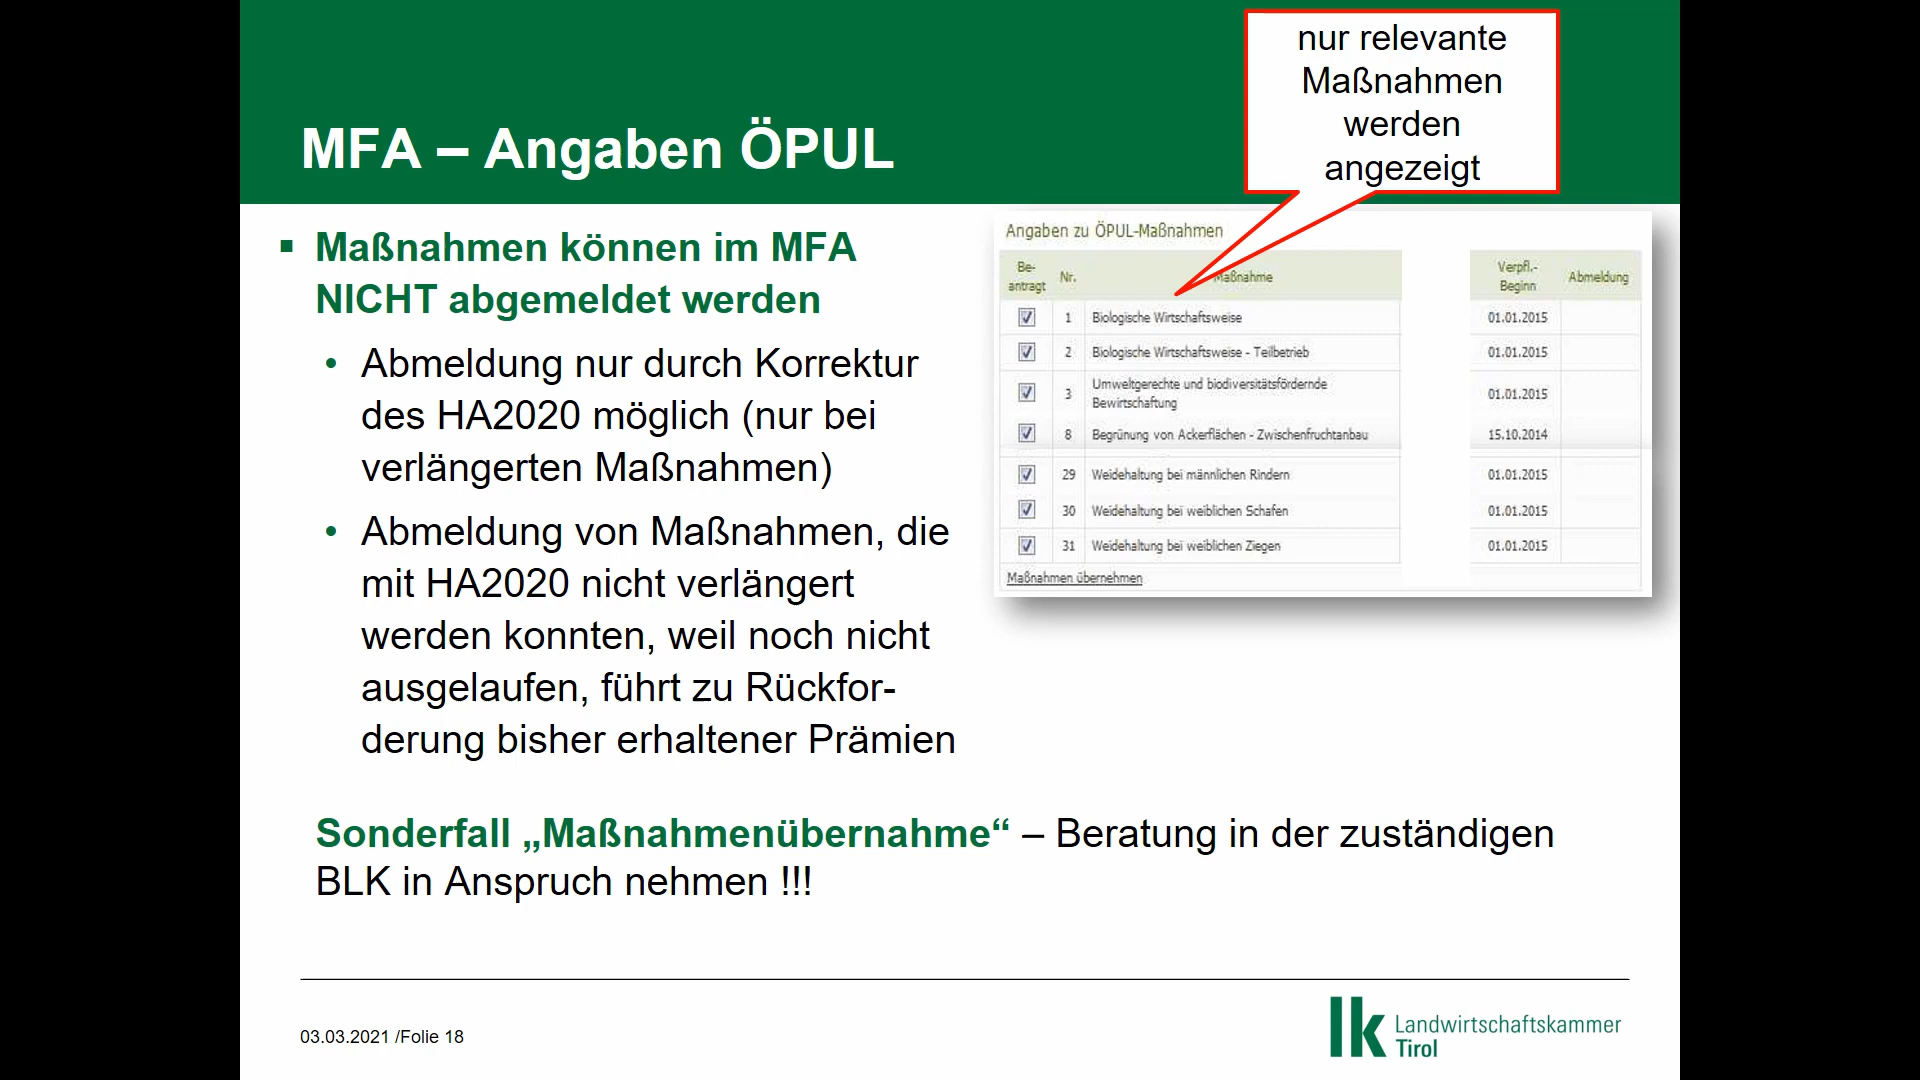 nur relevante
Maßnahmen
werden
angezeigt
MFA – Angaben ÖPUL
▪ Maßnahmen können im MFA
NICHT abgemeldet werden
• Abmeldung nur durch Korrektur
des HA2020 möglich (nur bei
verlängerten Maßnahmen)
• Abmeldung von Maßnahmen, die
mit HA2020 nicht verlängert
werden konnten, weil noch nicht
ausgelaufen, führt zu Rückfor-
derung bisher erhaltener Prämien
Angaben zu ÖPUL-Maßnahmen
Be-
antragt Nr. Maßnahme Verpfl.-
Beginn Abmeldung
1 Biologische Wirtschaftsweise 01.01.2015
2 Biologische Wirtschaftsweise - Teilbetrieb 01.01.2015
3 Umweltgerechte und biodiversitätsfördernde
Bewirtschaftung 01.01.2015
8 Begrünung von Ackerflächen - Zwischenfruchtanbau 15.10.2014
29 Weidehaltung bei männlichen Rindern 01.01.2015
30 Weidehaltung bei weiblichen Schafen 01.01.2015
31 Weidehaltung bei weiblichen Ziegen 01.01.2015
Maßnahmen übernehmen
Sonderfall „Maßnahmenübernahme“ – Beratung in der zuständigen
BLK in Anspruch nehmen !!!
03.03.2021 /Folie 18
lk Landwirtschaftskammer
Tirol